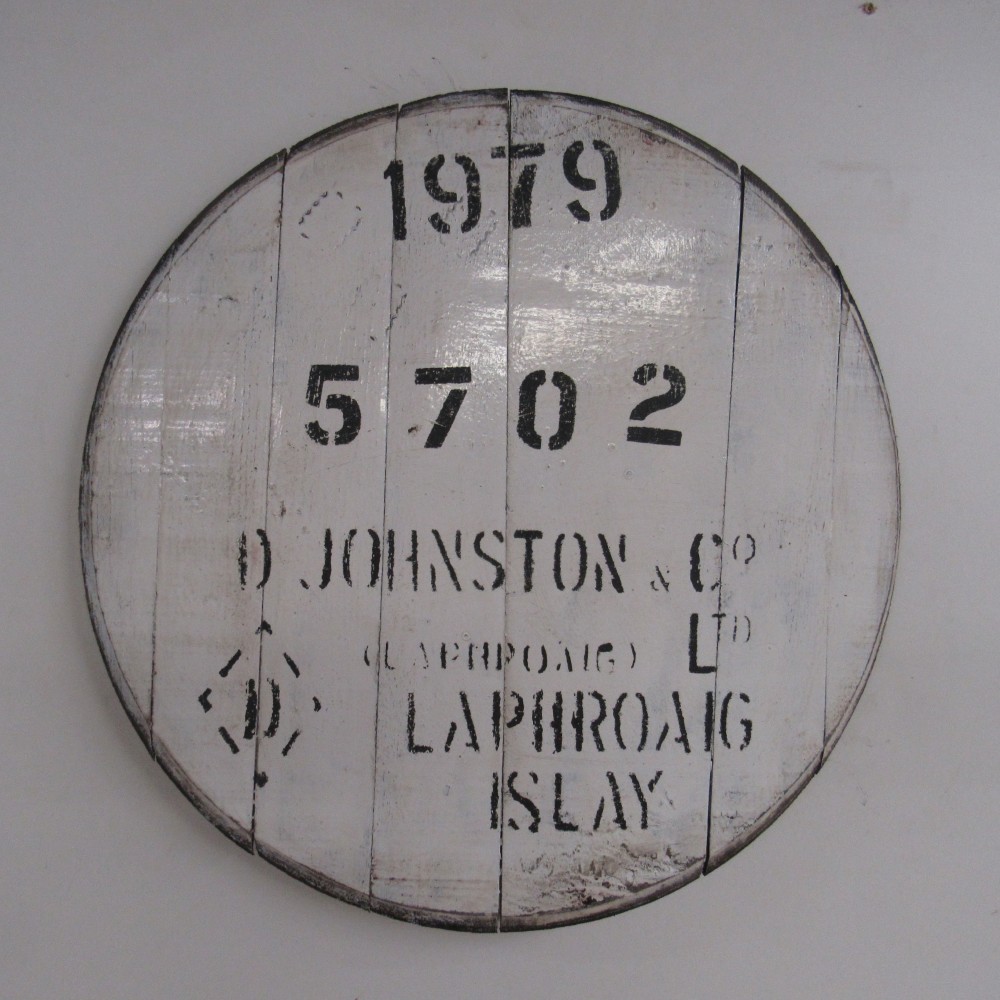 1979
5702
D JOHNSTON & Cº
LTD
(LAPHROAIG)
D
LAPHROAIG
ISLAY